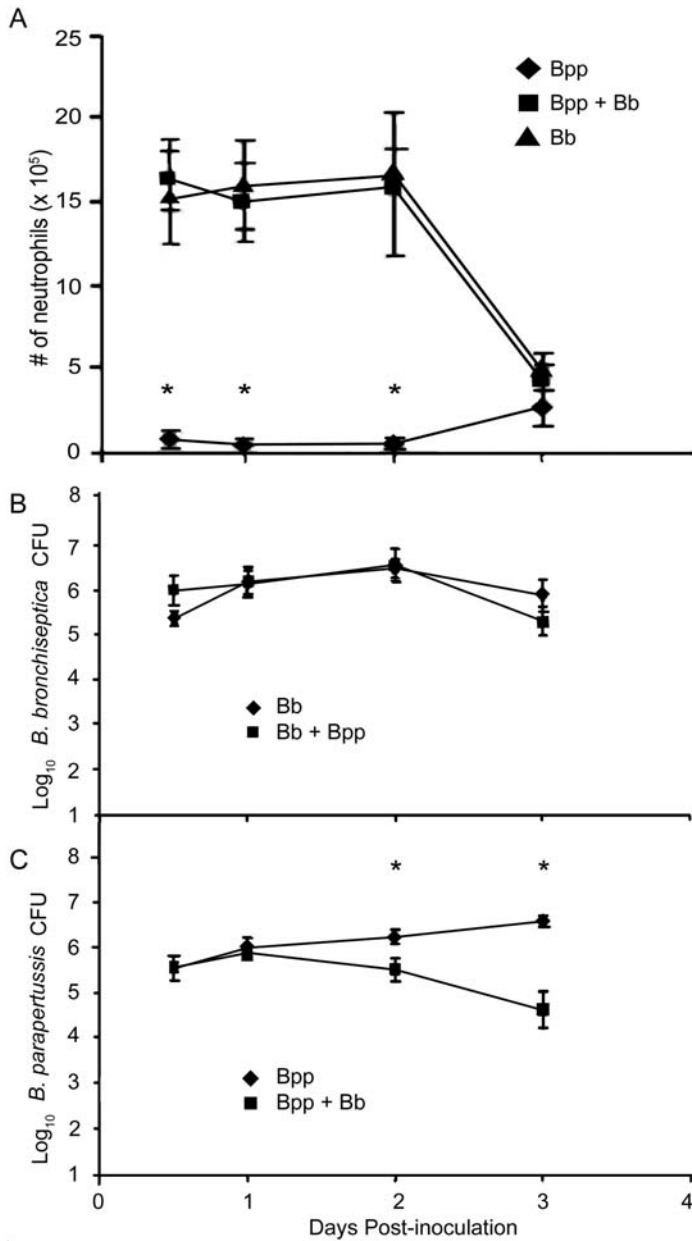 A
# of neutrophils (x 10⁵)
25
20
15
10
5
0
Bpp
Bpp + Bb
Bb
* * *
B
Log₁₀ B. bronchiseptica CFU
8
7
6
5
4
3
2
1
Bb
Bb + Bpp
C
Log₁₀ B. parapertussis CFU
8
7
6
5
4
3
2
1
* *
Bpp
Bpp + Bb
0 1 2 3 4
Days Post-inoculation